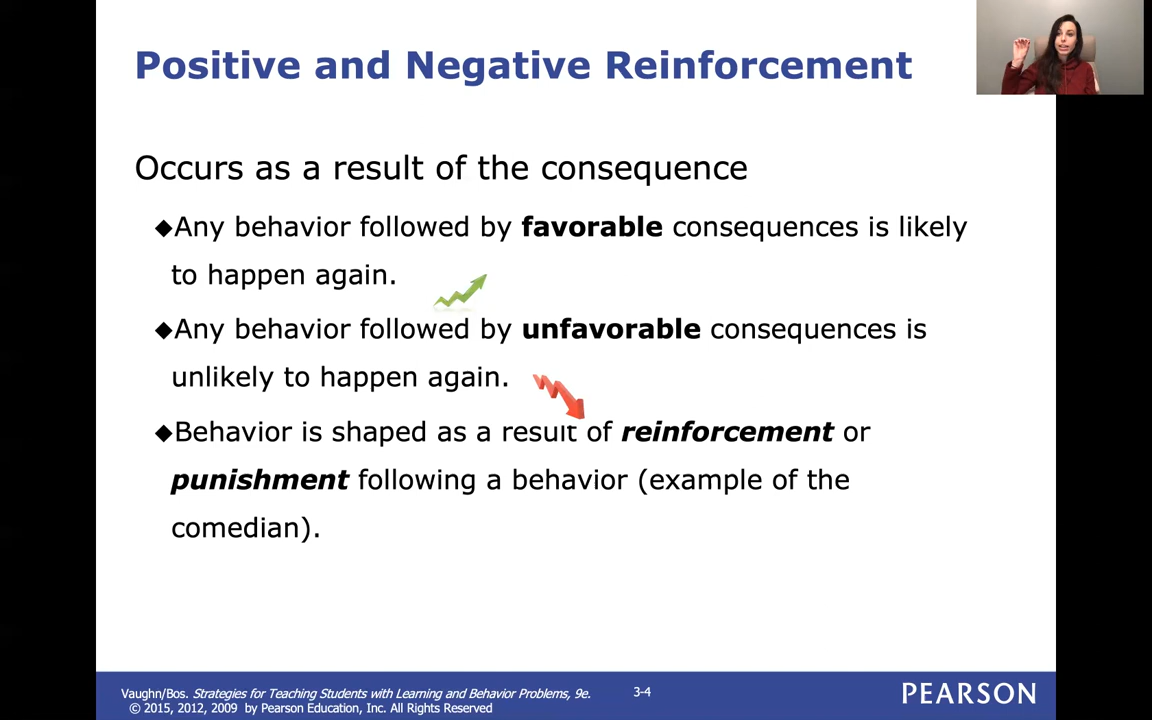 Positive and Negative Reinforcement
Occurs as a result of the consequence
◆Any behavior followed by favorable consequences is likely
to happen again.
◆Any behavior followed by unfavorable consequences is
unlikely to happen again.
◆Behavior is shaped as a result of reinforcement or
punishment following a behavior (example of the
comedian).
Vaughn/Bos. Strategies for Teaching Students with Learning and Behavior Problems, 9e.
© 2015, 2012, 2009 by Pearson Education, Inc. All Rights Reserved
3-4
PEARSON